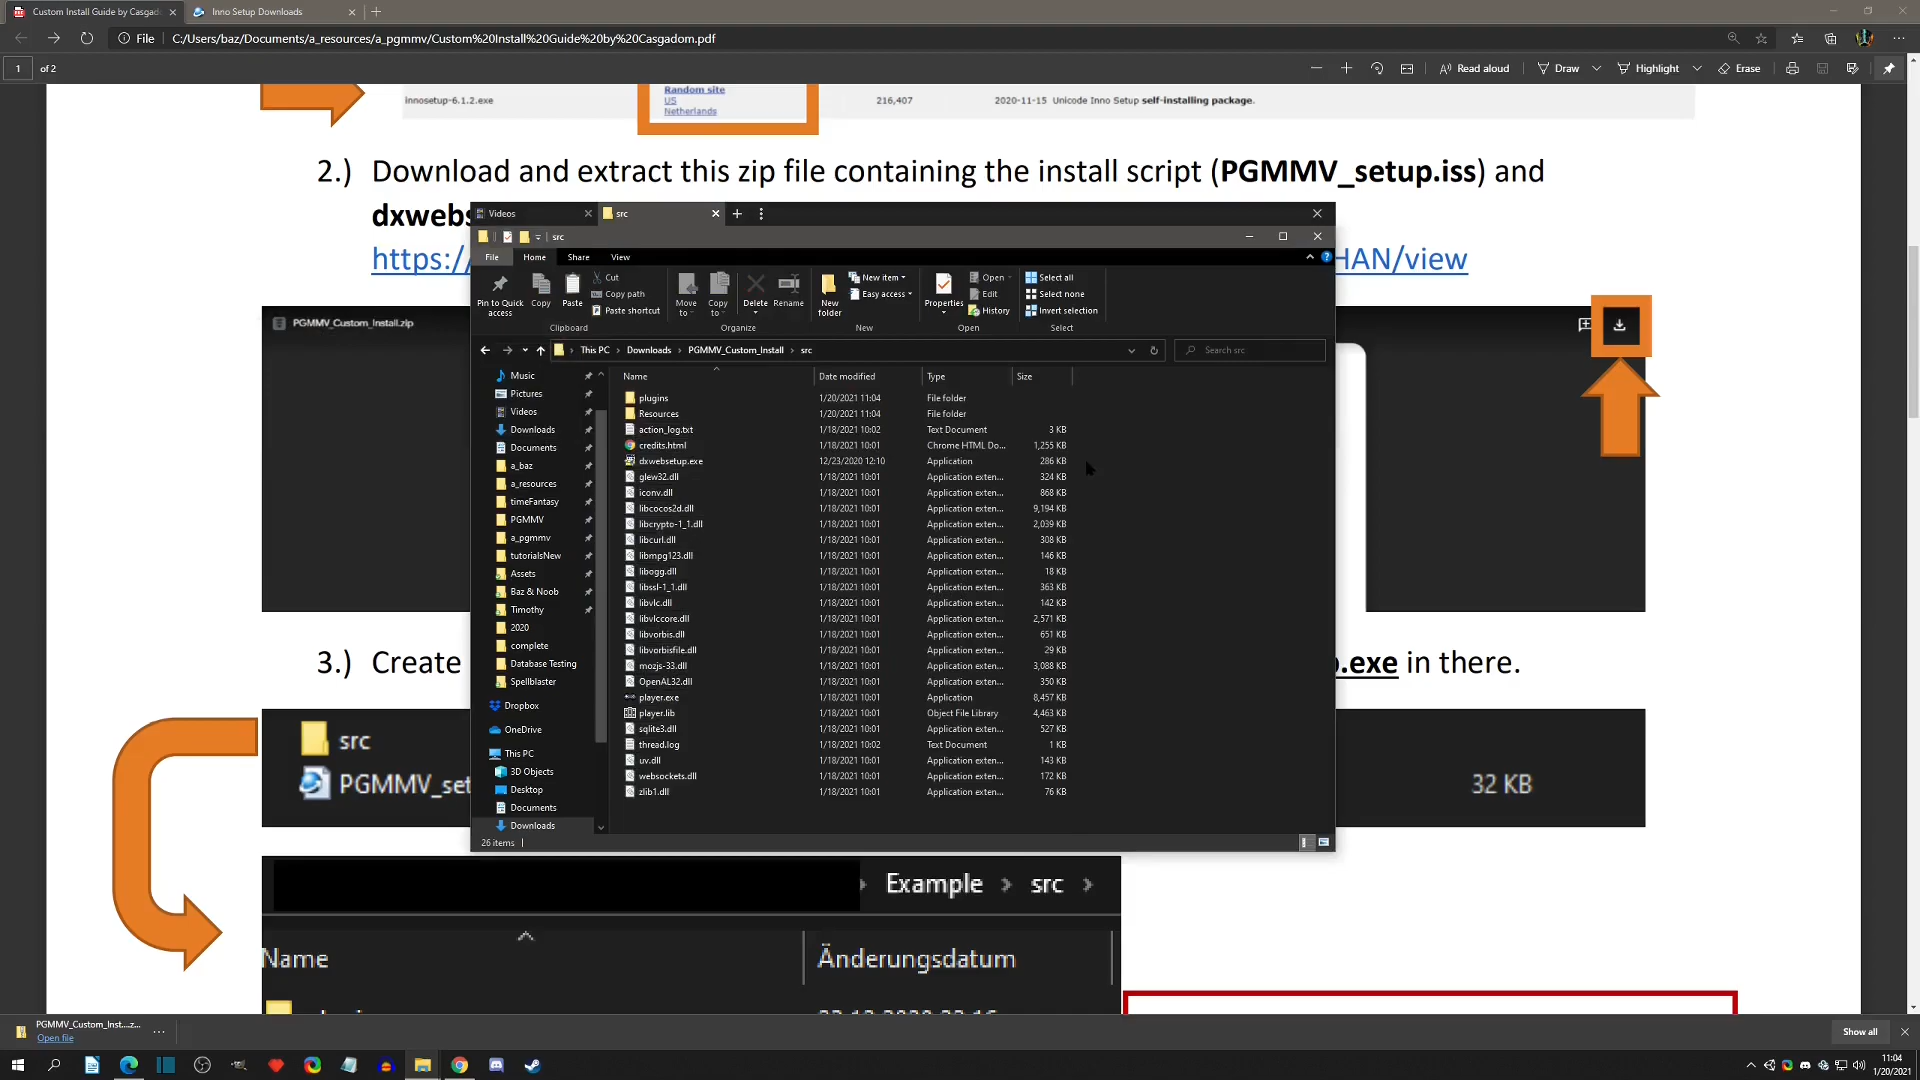 Custom Install Guide by Casgado
Inno Setup Downloads
File
C:/Users/baz/Documents/a_resources/a_pgmmv/Custom%20Install%20Guide%20by%20Casgadom.pdf
1 of 2
Read aloud
Draw
Highlight
Erase
innosetup-6.1.2.exe
Random site
US
Netherlands
216,407
2020-11-15 Unicode Inno Setup self-installing package.
2.) Download and extract this zip file containing the install script (PGMMV_setup.iss) and
dxwebs
https:/
HAN/view
PGMMV_Custom_Install.zip
Videos
src
src
File Home Share View
Pin to Quick access
Copy
Paste
Cut
Copy path
Paste shortcut
Move to
Copy to
Delete
Rename
New folder
New item
Easy access
Properties
Open
Edit
History
Select all
Select none
Invert selection
Clipboard Organize New Open Select
This PC > Downloads > PGMMV_Custom_Install > src
Search src
Music
Pictures
Videos
Downloads
Documents
a_baz
a_resources
timeFantasy
PGMMV
a_pgmmv
tutorialsNew
Assets
Baz & Noob
Timothy
2020
complete
Database Testing
Spellblaster
Dropbox
OneDrive
This PC
3D Objects
Desktop
Documents
Downloads
Name Date modified Type Size
plugins 1/20/2021 11:04 File folder
Resources 1/20/2021 11:04 File folder
action_log.txt 1/18/2021 10:02 Text Document 3 KB
credits.html 1/18/2021 10:01 Chrome HTML Do... 1,255 KB
dxwebsetup.exe 12/23/2020 12:10 Application 286 KB
glew32.dll 1/18/2021 10:01 Application exten... 324 KB
iconv.dll 1/18/2021 10:01 Application exten... 868 KB
libcocos2d.dll 1/18/2021 10:01 Application exten... 9,194 KB
libcrypto-1_1.dll 1/18/2021 10:01 Application exten... 2,039 KB
libcurl.dll 1/18/2021 10:01 Application exten... 308 KB
libmpg123.dll 1/18/2021 10:01 Application exten... 146 KB
libogg.dll 1/18/2021 10:01 Application exten... 18 KB
libssl-1_1.dll 1/18/2021 10:01 Application exten... 363 KB
libvlc.dll 1/18/2021 10:01 Application exten... 142 KB
libvlccore.dll 1/18/2021 10:01 Application exten... 2,571 KB
libvorbis.dll 1/18/2021 10:01 Application exten... 651 KB
libvorbisfile.dll 1/18/2021 10:01 Application exten... 29 KB
mozjs-33.dll 1/18/2021 10:01 Application exten... 3,088 KB
OpenAL32.dll 1/18/2021 10:01 Application exten... 350 KB
player.exe 1/18/2021 10:01 Application 8,457 KB
player.lib 1/18/2021 10:01 Object File Library 4,463 KB
sqlite3.dll 1/18/2021 10:01 Application exten... 527 KB
thread.log 1/18/2021 10:02 Text Document 1 KB
uv.dll 1/18/2021 10:01 Application exten... 143 KB
websockets.dll 1/18/2021 10:01 Application exten... 172 KB
zlib1.dll 1/18/2021 10:01 Application exten... 76 KB
26 items
3.) Create
.exe in there.
src
PGMMV_set
32 KB
Example > src >
Name Änderungsdatum
PGMMV_Custom_Inst....z...
Open file
Show all
11:04
1/20/2021